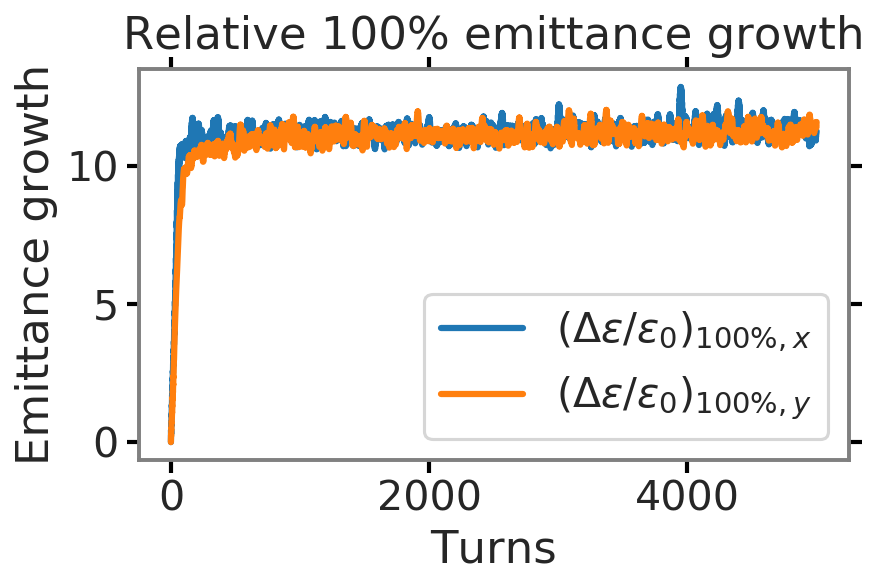 Relative 100% emittance growth
Emittance growth
10
5
0
(Δε/ε₀)₁₀₀%, ₓ
(Δε/ε₀)₁₀₀%, y
0 2000 4000
Turns